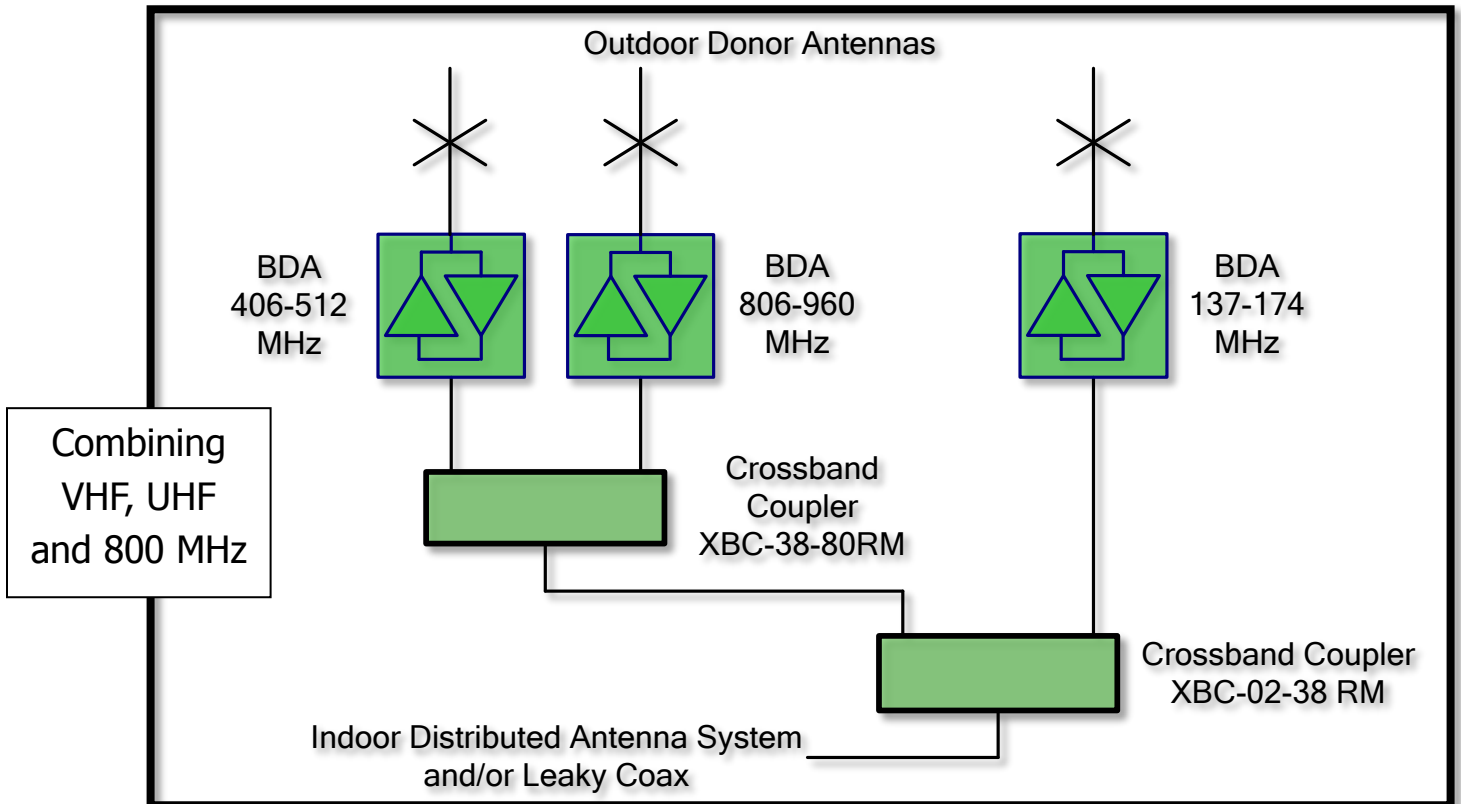 Outdoor Donor Antennas
BDA
406-512
MHz
BDA
806-960
MHz
BDA
137-174
MHz
Combining
VHF, UHF
and 800 MHz
Crossband
Coupler
XBC-38-80RM
Crossband Coupler
XBC-02-38 RM
Indoor Distributed Antenna System
and/or Leaky Coax